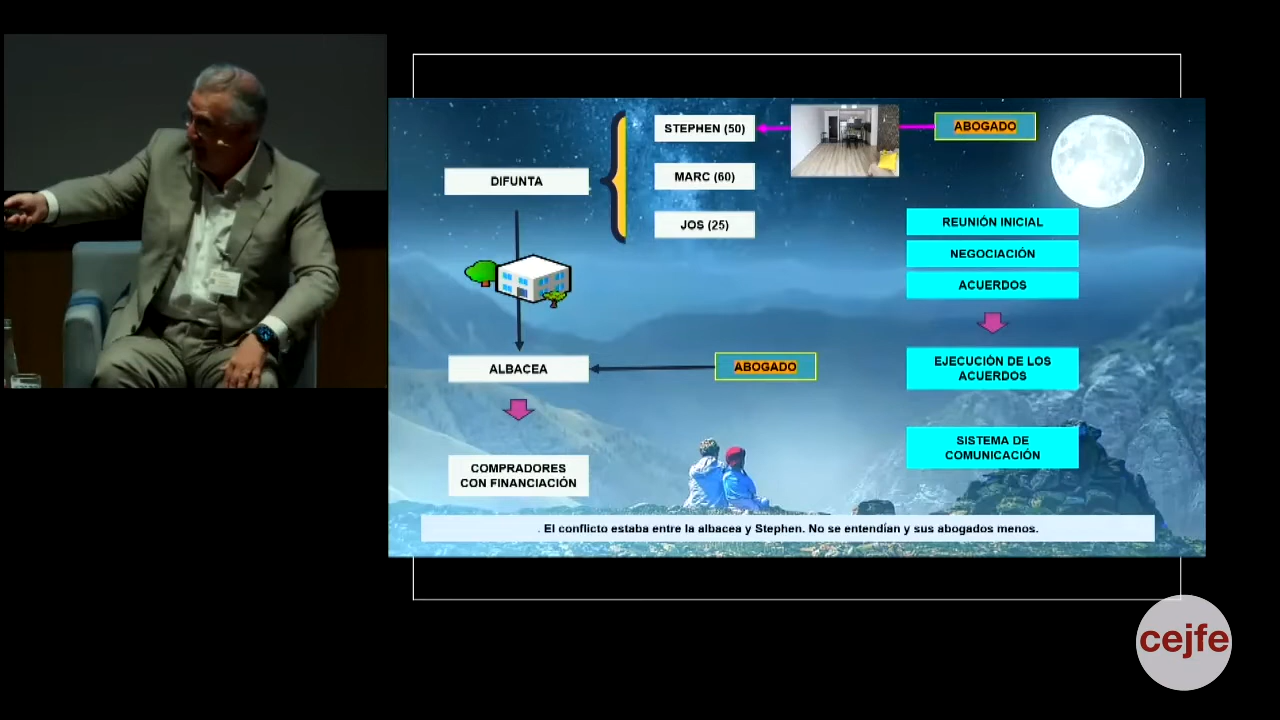 STEPHEN (50)
ABOGADO
DIFUNTA
MARC (60)
JOS (25)
REUNIÓN INICIAL
NEGOCIACIÓN
ACUERDOS
ALBACEA
ABOGADO
EJECUCIÓN DE LOS
ACUERDOS
SISTEMA DE
COMUNICACIÓN
COMPRADORES
CON FINANCIACIÓN
. El conflicto estaba entre la albacea y Stephen. No se entendían y sus abogados menos.
cejfe